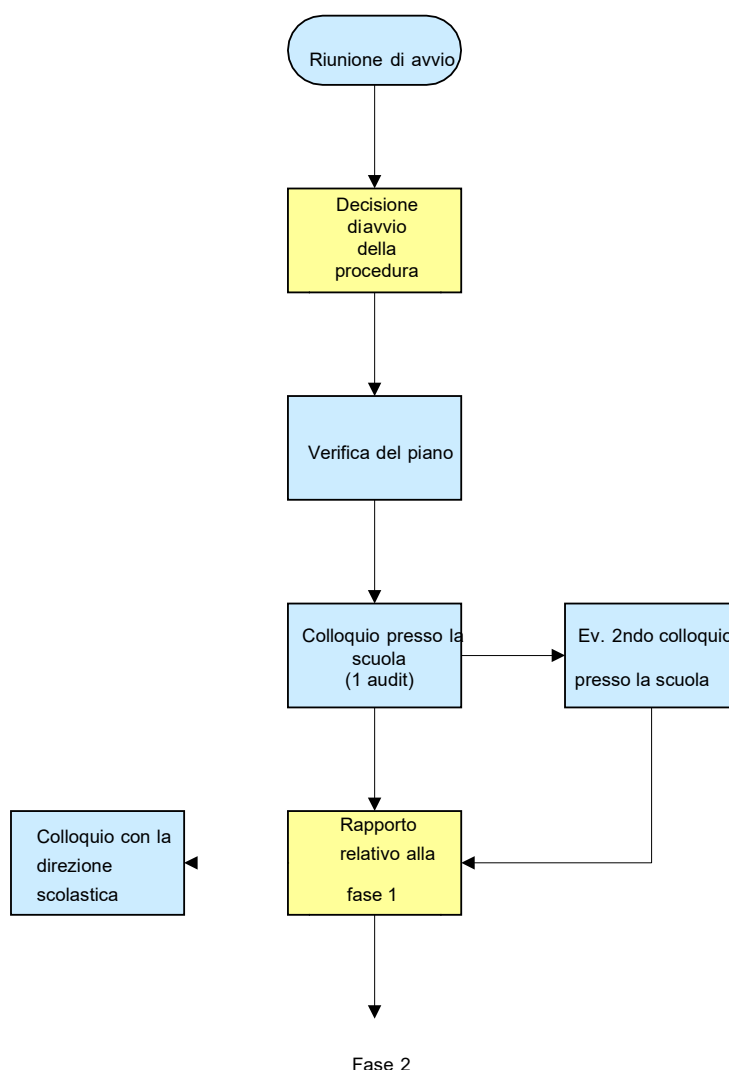 Riunione di avvio
Decisione
diavvio
della
procedura
Verifica del piano
Colloquio presso la
scuola
(1 audit)
Ev. 2ndo colloquio
presso la scuola
Rapporto
relativo alla
fase 1
Colloquio con la
direzione
scolastica
Fase 2